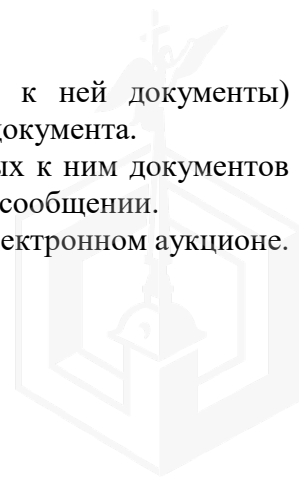 к ней документы)
документа.
ых к ним документов
сообщении.
ектронном аукционе.